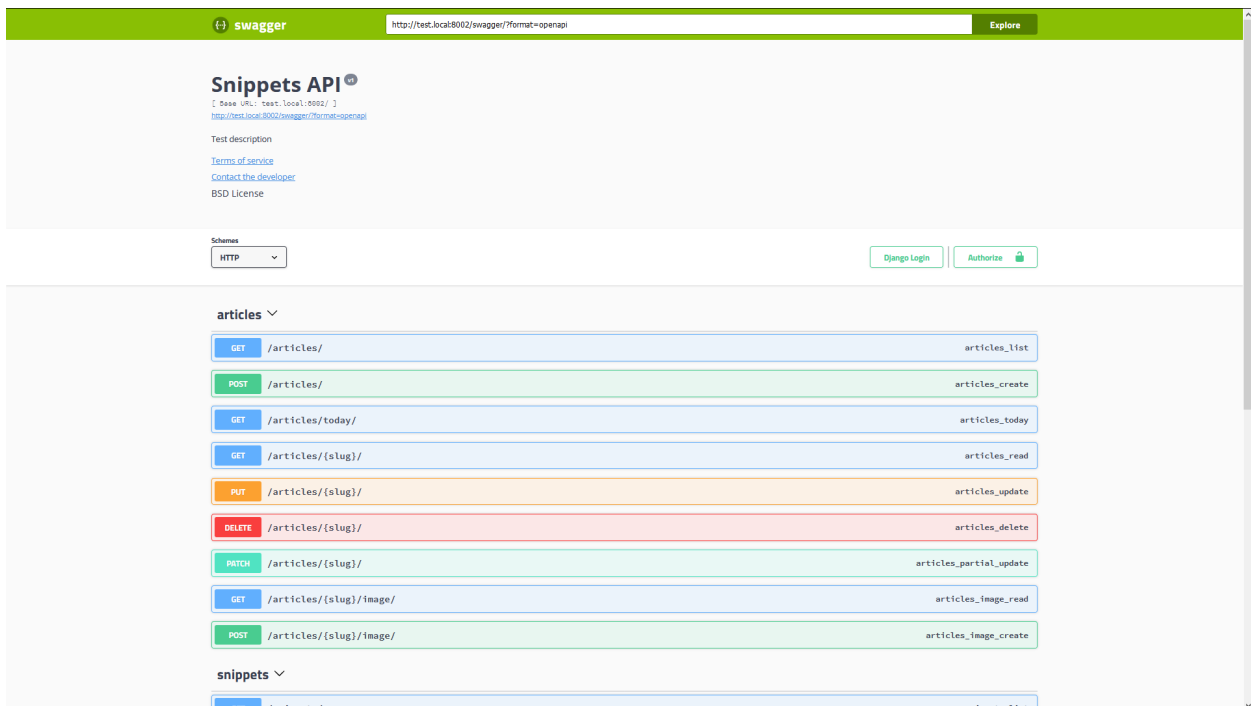 {··} swagger http://test.local:8002/swagger/?format=openapi Explore
Snippets API v1
[ Base URL: test.local:8002/ ]
http://test.local:8002/swagger/?format=openapi
Test description
Terms of service
Contact the developer
BSD License
Schemes
HTTP Django Login Authorize
articles
GET /articles/ articles_list
POST /articles/ articles_create
GET /articles/today/ articles_today
GET /articles/{slug}/ articles_read
PUT /articles/{slug}/ articles_update
DELETE /articles/{slug}/ articles_delete
PATCH /articles/{slug}/ articles_partial_update
GET /articles/{slug}/image/ articles_image_read
POST /articles/{slug}/image/ articles_image_create
snippets